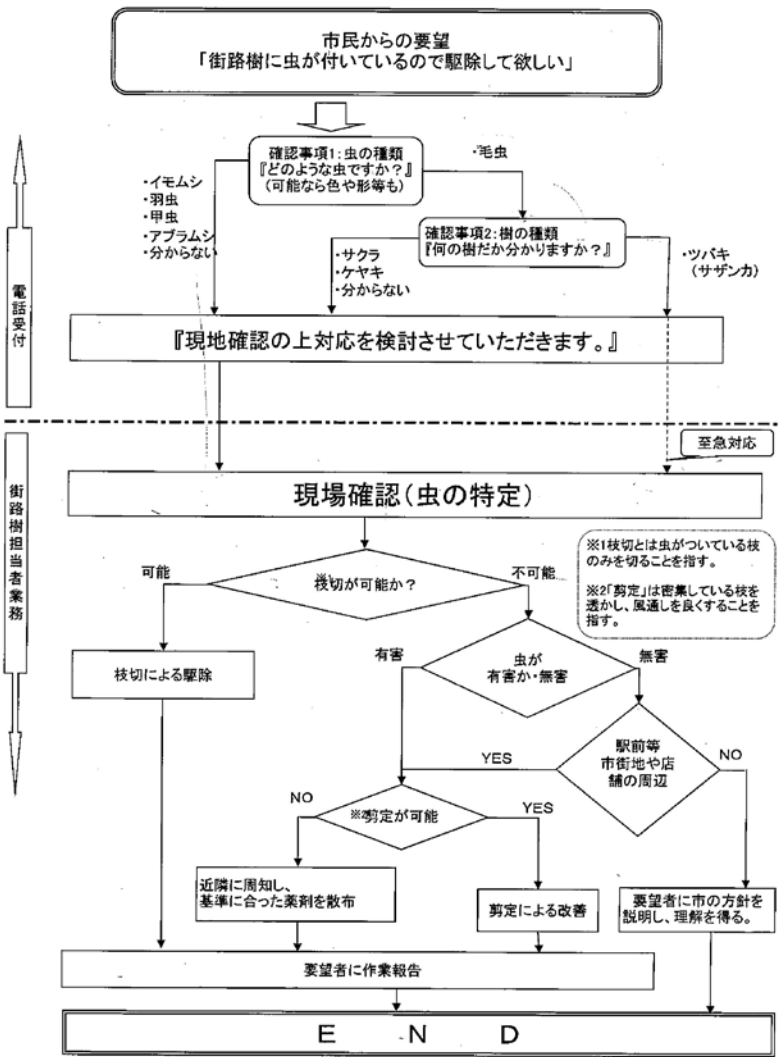 市民からの要望
「街路樹に虫が付いているので駆除して欲しい」
確認事項1:虫の種類
『どのような虫ですか?』
(可能なら色や形等も)
・毛虫
・イモムシ
・羽虫
・甲虫
・アブラムシ
・分からない
確認事項2:樹の種類
『何の樹だか分かりますか?』
・サクラ
・ケヤキ
・分からない
・ツバキ
(サザンカ)
電話受付
『現地確認の上対応を検討させていただきます。』
至急対応
街路樹担当者業務
現場確認(虫の特定)
※1枝切とは虫がついている枝
のみを切ることを指す。
※2「剪定」は密集している枝を
透かし、風通しを良くすることを
指す。
可能
※1枝切が可能か?
不可能
枝切による駆除
有害
虫が
有害か・無害
無害
駅前等
市街地や店
舗の周辺
YES
NO
NO
※2剪定が可能
YES
近隣に周知し、
基準に合った薬剤を散布
剪定による改善
要望者に市の方針を
説明し、理解を得る。
要望者に作業報告
E N D